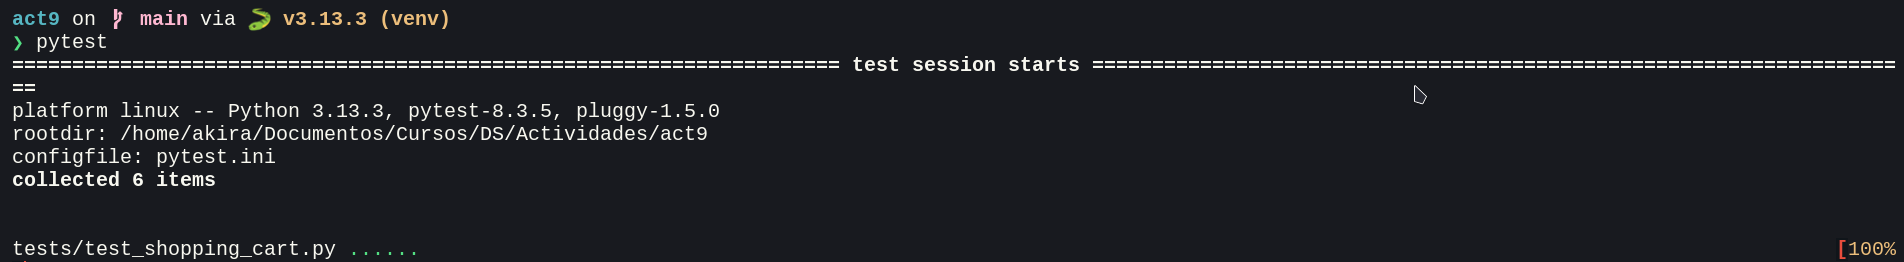 act9 on main via v3.13.3 (venv)
❯ pytest
===================================================================== test session starts ===================================================================
==
platform linux -- Python 3.13.3, pytest-8.3.5, pluggy-1.5.0
rootdir: /home/akira/Documentos/Cursos/DS/Actividades/act9
configfile: pytest.ini
collected 6 items
tests/test_shopping_cart.py ...... [100%